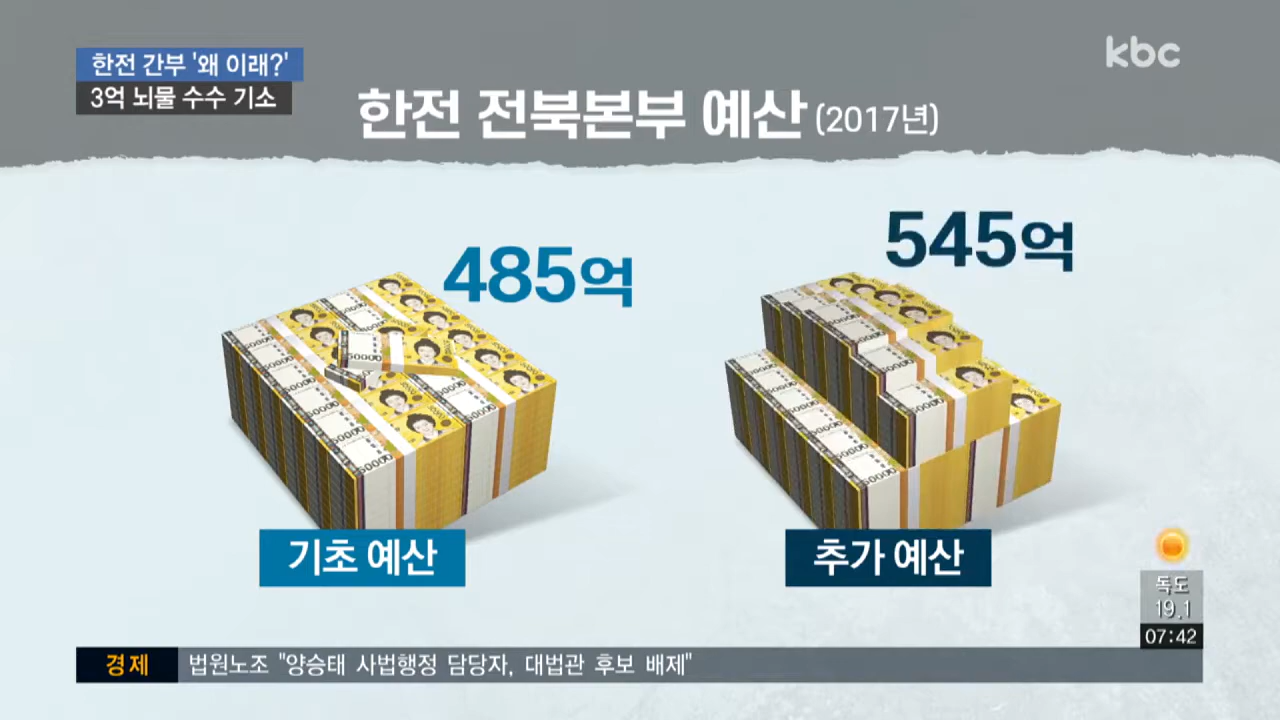 한전 간부 '왜 이래?'
3억 뇌물 수수 기소
kbc
한전 전북본부 예산 (2017년)
485억
545억
50000
기초 예산
추가 예산
독도
19.1
07:42
경제 법원노조 "양승태 사법행정 담당자, 대법관 후보 배제"